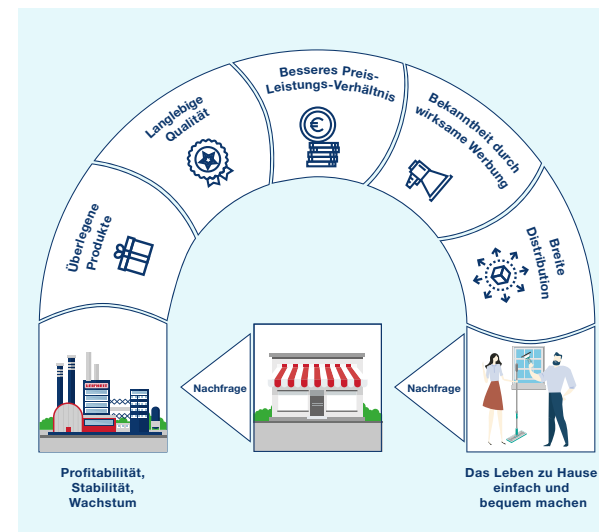 Überlegene
Produkte
Langlebige
Qualität
Besseres Preis-
Leistungs-Verhältnis
Bekanntheit durch
wirksame Werbung
Breite
Distribution
LEIFHEIT
Nachfrage
Nachfrage
Profitabilität,
Stabilität,
Wachstum
Das Leben zu Hause
einfach und
bequem machen